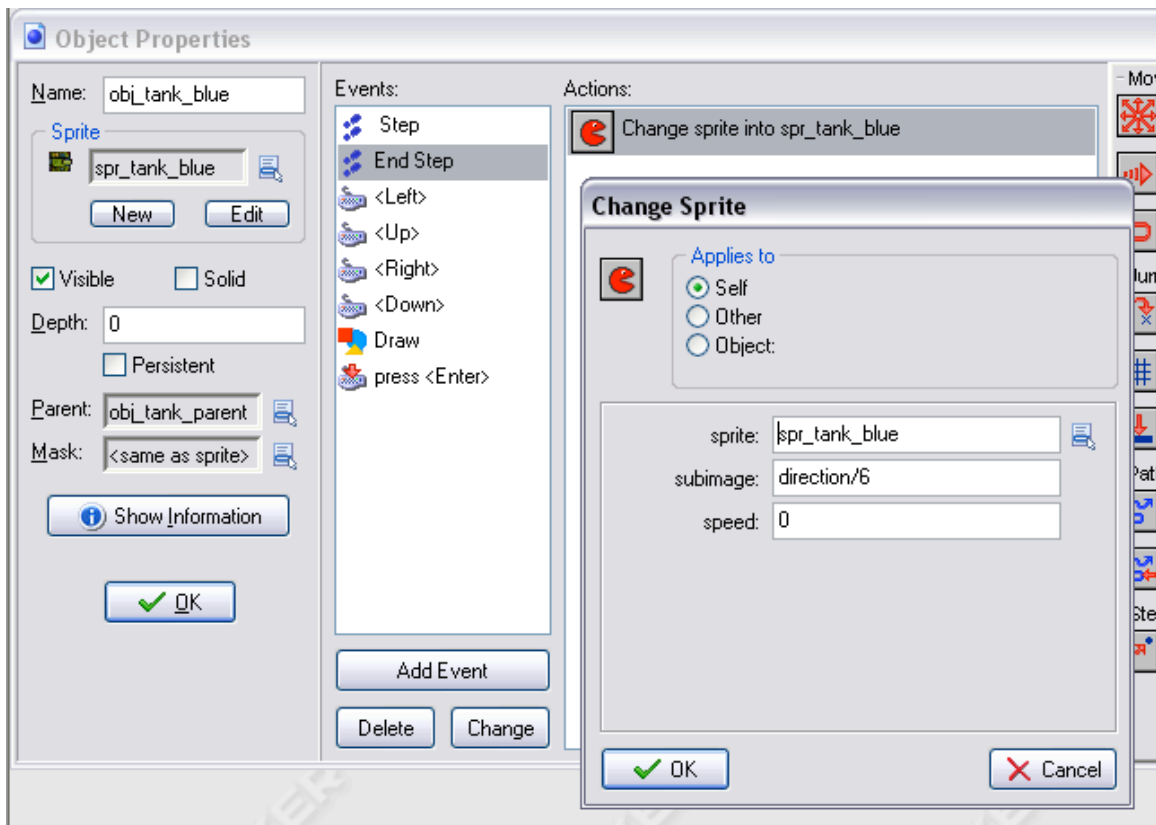 Object Properties
Name: obj_tank_blue
Sprite
spr_tank_blue
New Edit
Visible Solid
Depth: 0
Persistent
Parent: obj_tank_parent
Mask: <same as sprite>
Show Information
OK
Events:
Step
End Step
<Left>
<Up>
<Right>
<Down>
Draw
press <Enter>
Add Event
Delete Change
Actions:
Change sprite into spr_tank_blue
Change Sprite
Applies to
Self
Other
Object:
sprite: spr_tank_blue
subimage: direction/6
speed: 0
OK Cancel